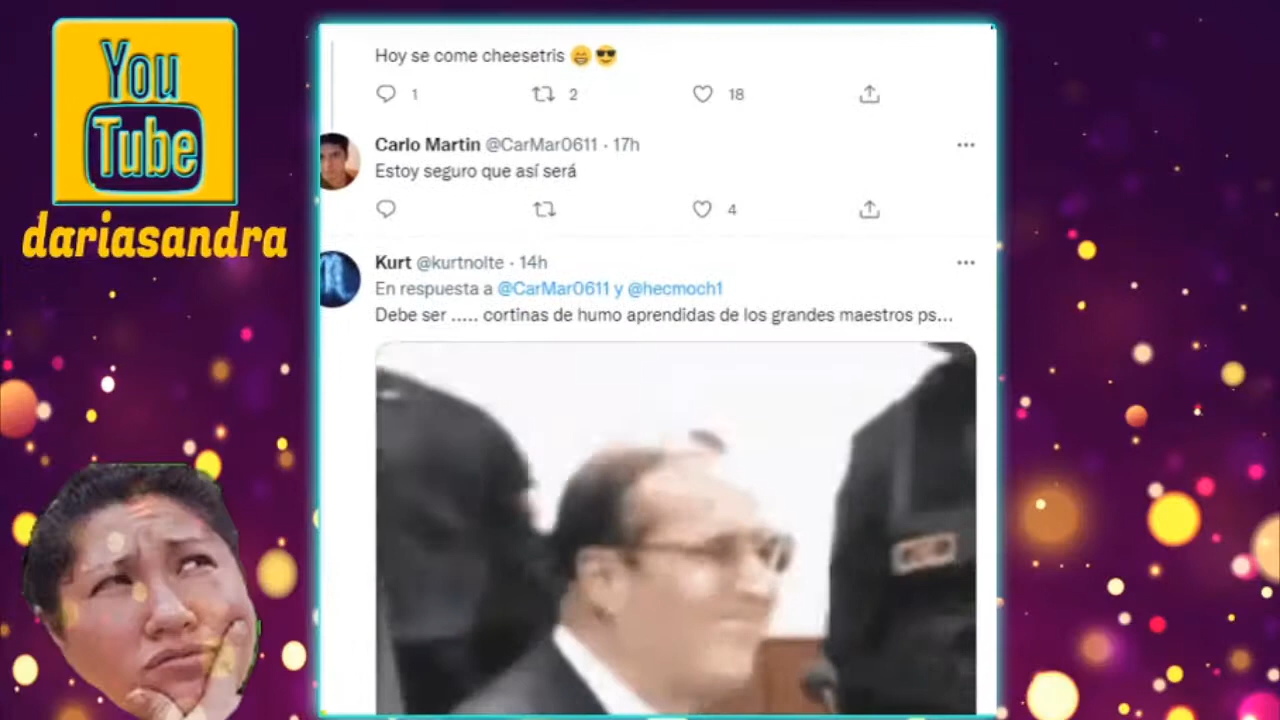 You
Tube
dariasandra
Hoy se come cheesetris 😁😎
1 2 18
Carlo Martin @CarMar0611 · 17h
Estoy seguro que así será
4
Kurt @kurtnolte · 14h
En respuesta a @CarMar0611 y @hecmoch1
Debe ser ..... cortinas de humo aprendidas de los grandes maestros ps...